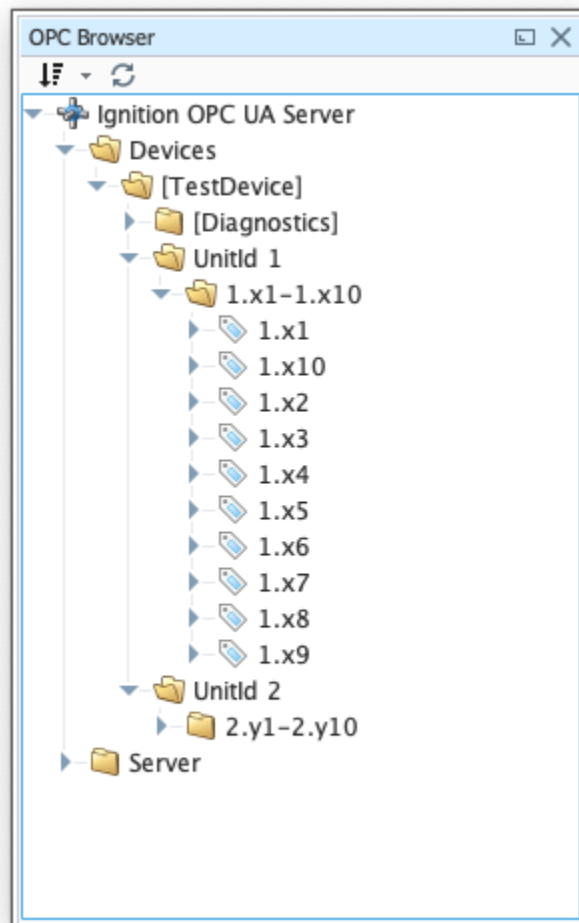 OPC Browser
Ignition OPC UA Server
Devices
[TestDevice]
[Diagnostics]
UnitId 1
1.x1-1.x10
1.x1
1.x10
1.x2
1.x3
1.x4
1.x5
1.x6
1.x7
1.x8
1.x9
UnitId 2
2.y1-2.y10
Server